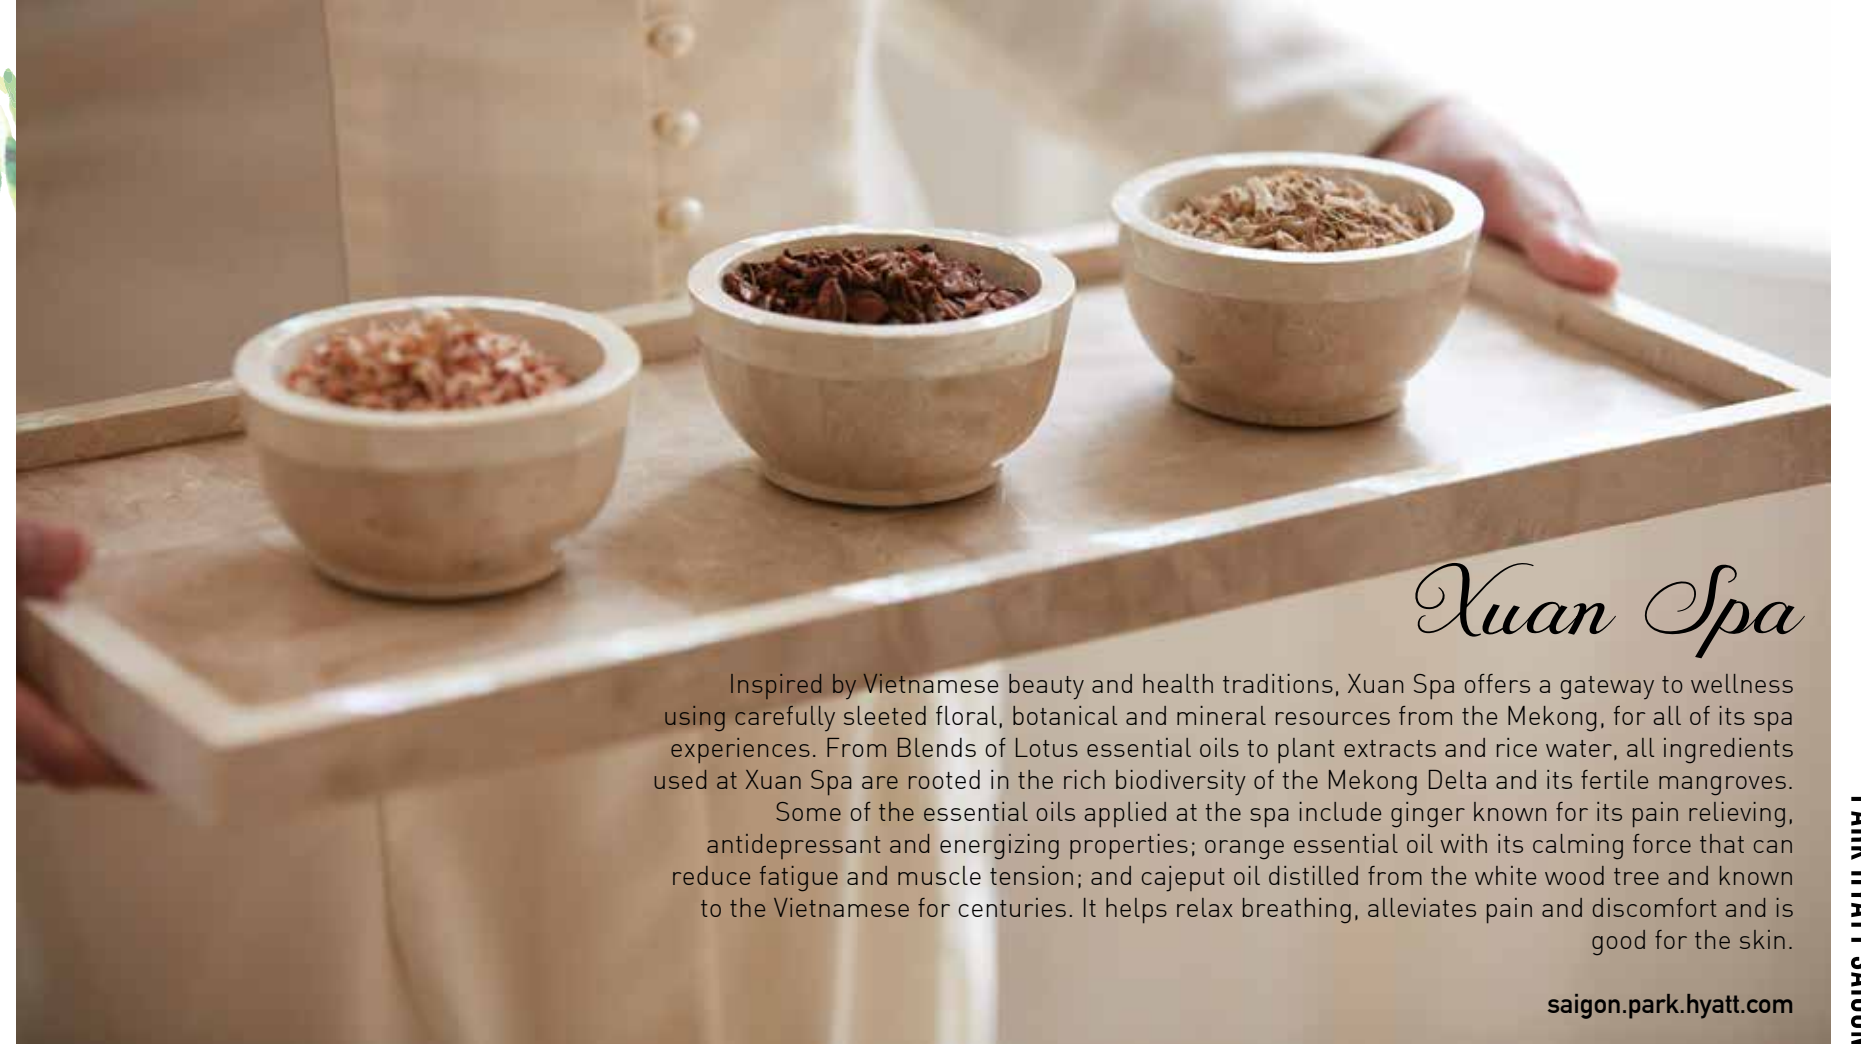 Xuan Spa
Inspired by Vietnamese beauty and health traditions, Xuan Spa offers a gateway to wellness
using carefully sleeted floral, botanical and mineral resources from the Mekong, for all of its spa
experiences. From Blends of Lotus essential oils to plant extracts and rice water, all ingredients
used at Xuan Spa are rooted in the rich biodiversity of the Mekong Delta and its fertile mangroves.
Some of the essential oils applied at the spa include ginger known for its pain relieving,
antidepressant and energizing properties; orange essential oil with its calming force that can
reduce fatigue and muscle tension; and cajeput oil distilled from the white wood tree and known
to the Vietnamese for centuries. It helps relax breathing, alleviates pain and discomfort and is
good for the skin.
saigon.park.hyatt.com